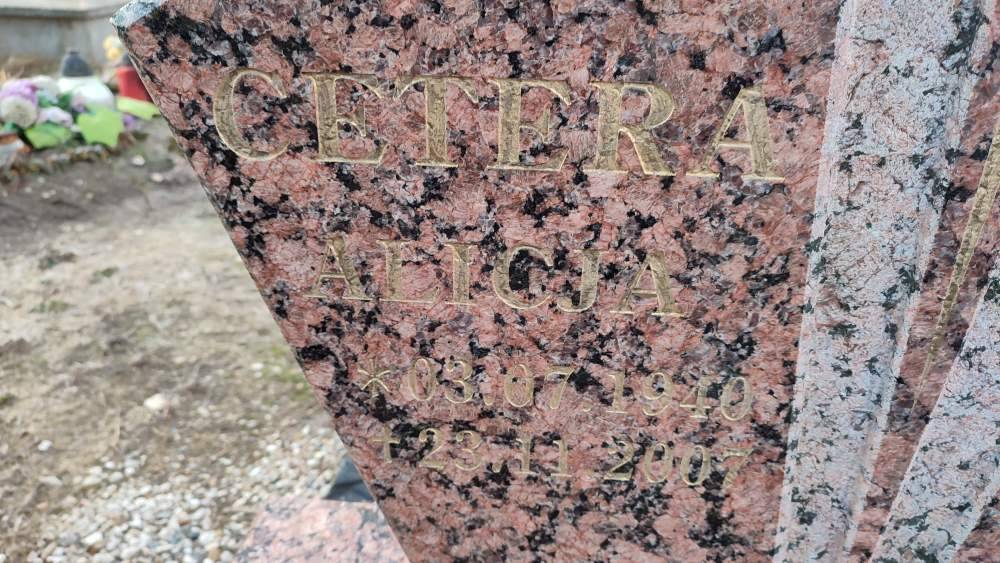 CETERA
ALICJA
* 03.07.1940
† 23.11.2007